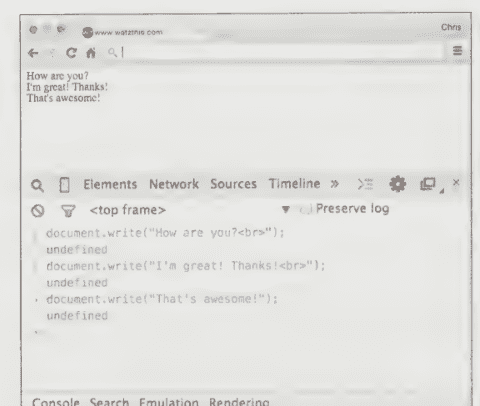 www.watzthis.com
Chris
How are you?
I'm great! Thanks!
That's awesome!
Elements Network Sources Timeline »
<top frame> ▼ Preserve log
document.write("How are you?<br>");
undefined
document.write("I'm great! Thanks!<br>");
undefined
document.write("That's awesome!");
undefined
Console Search Emulation Rendering